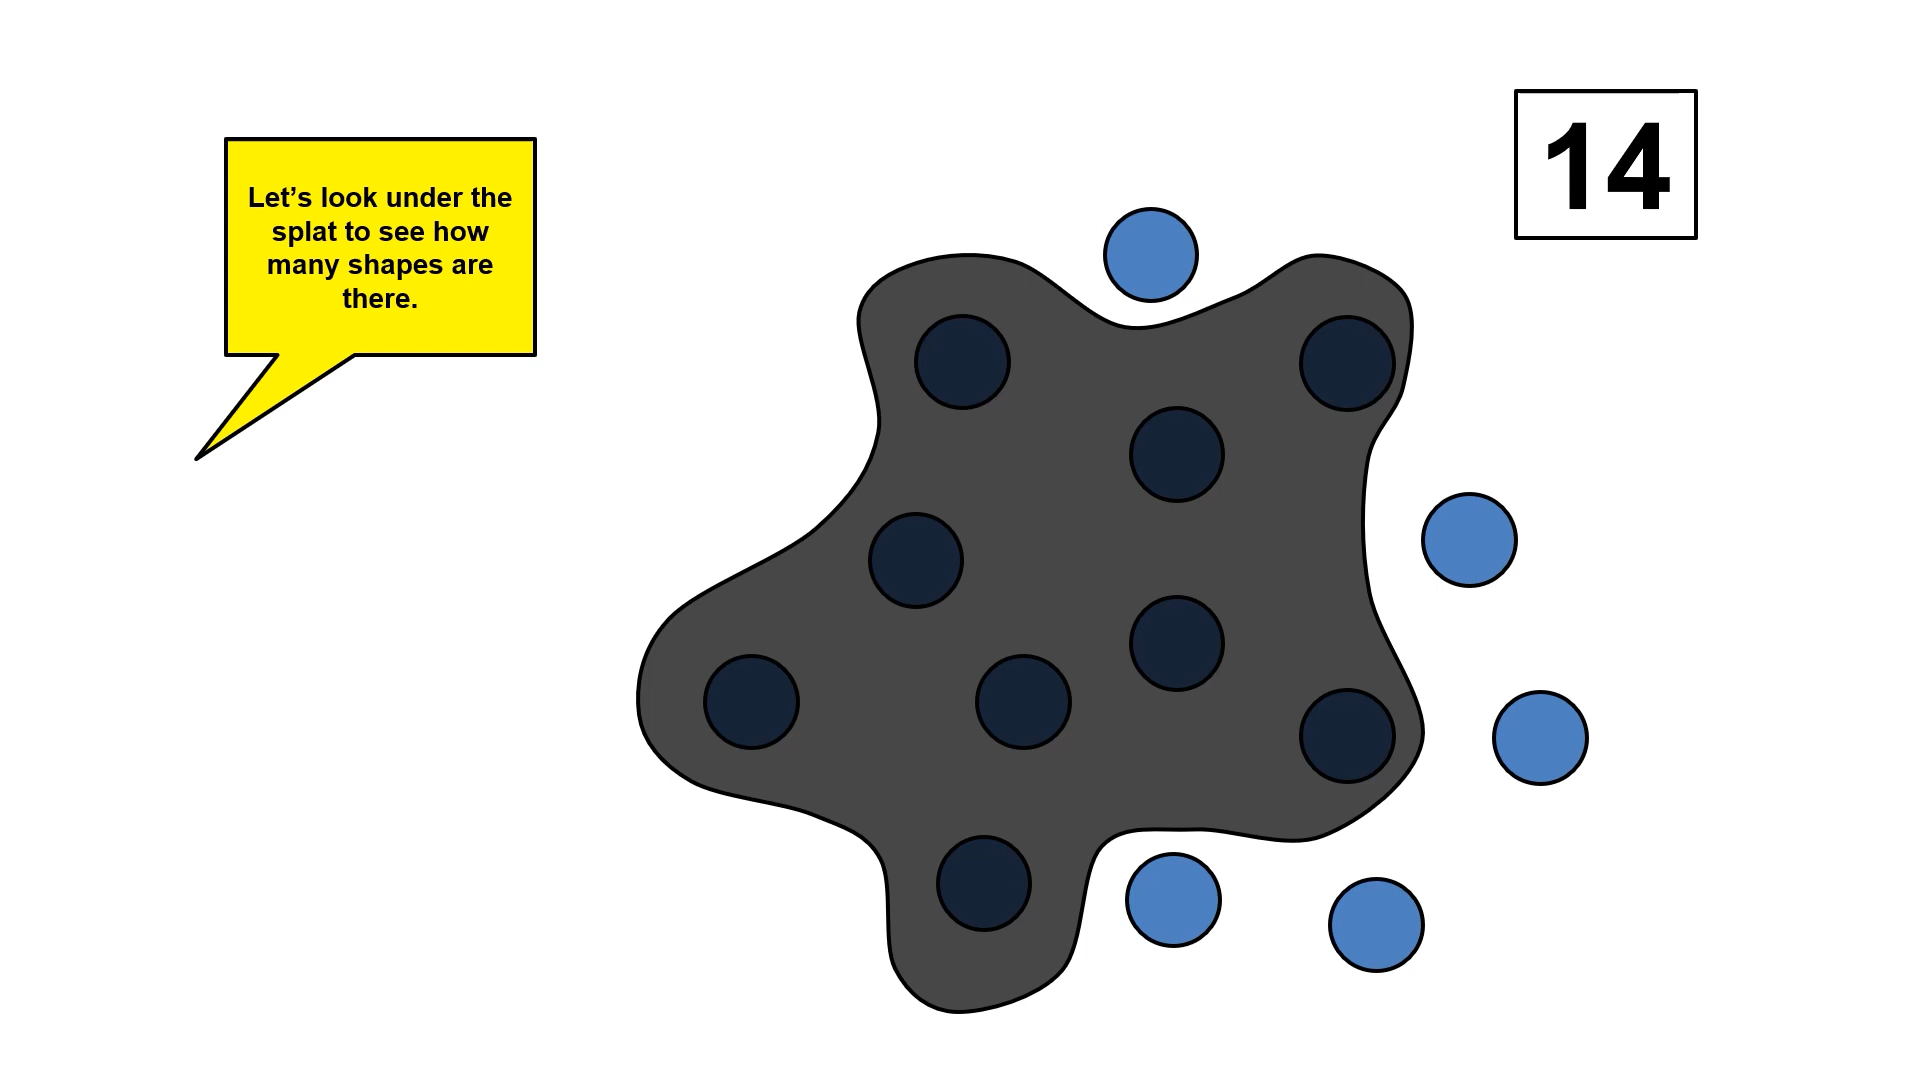 Let’s look under the
splat to see how
many shapes are
there.
14